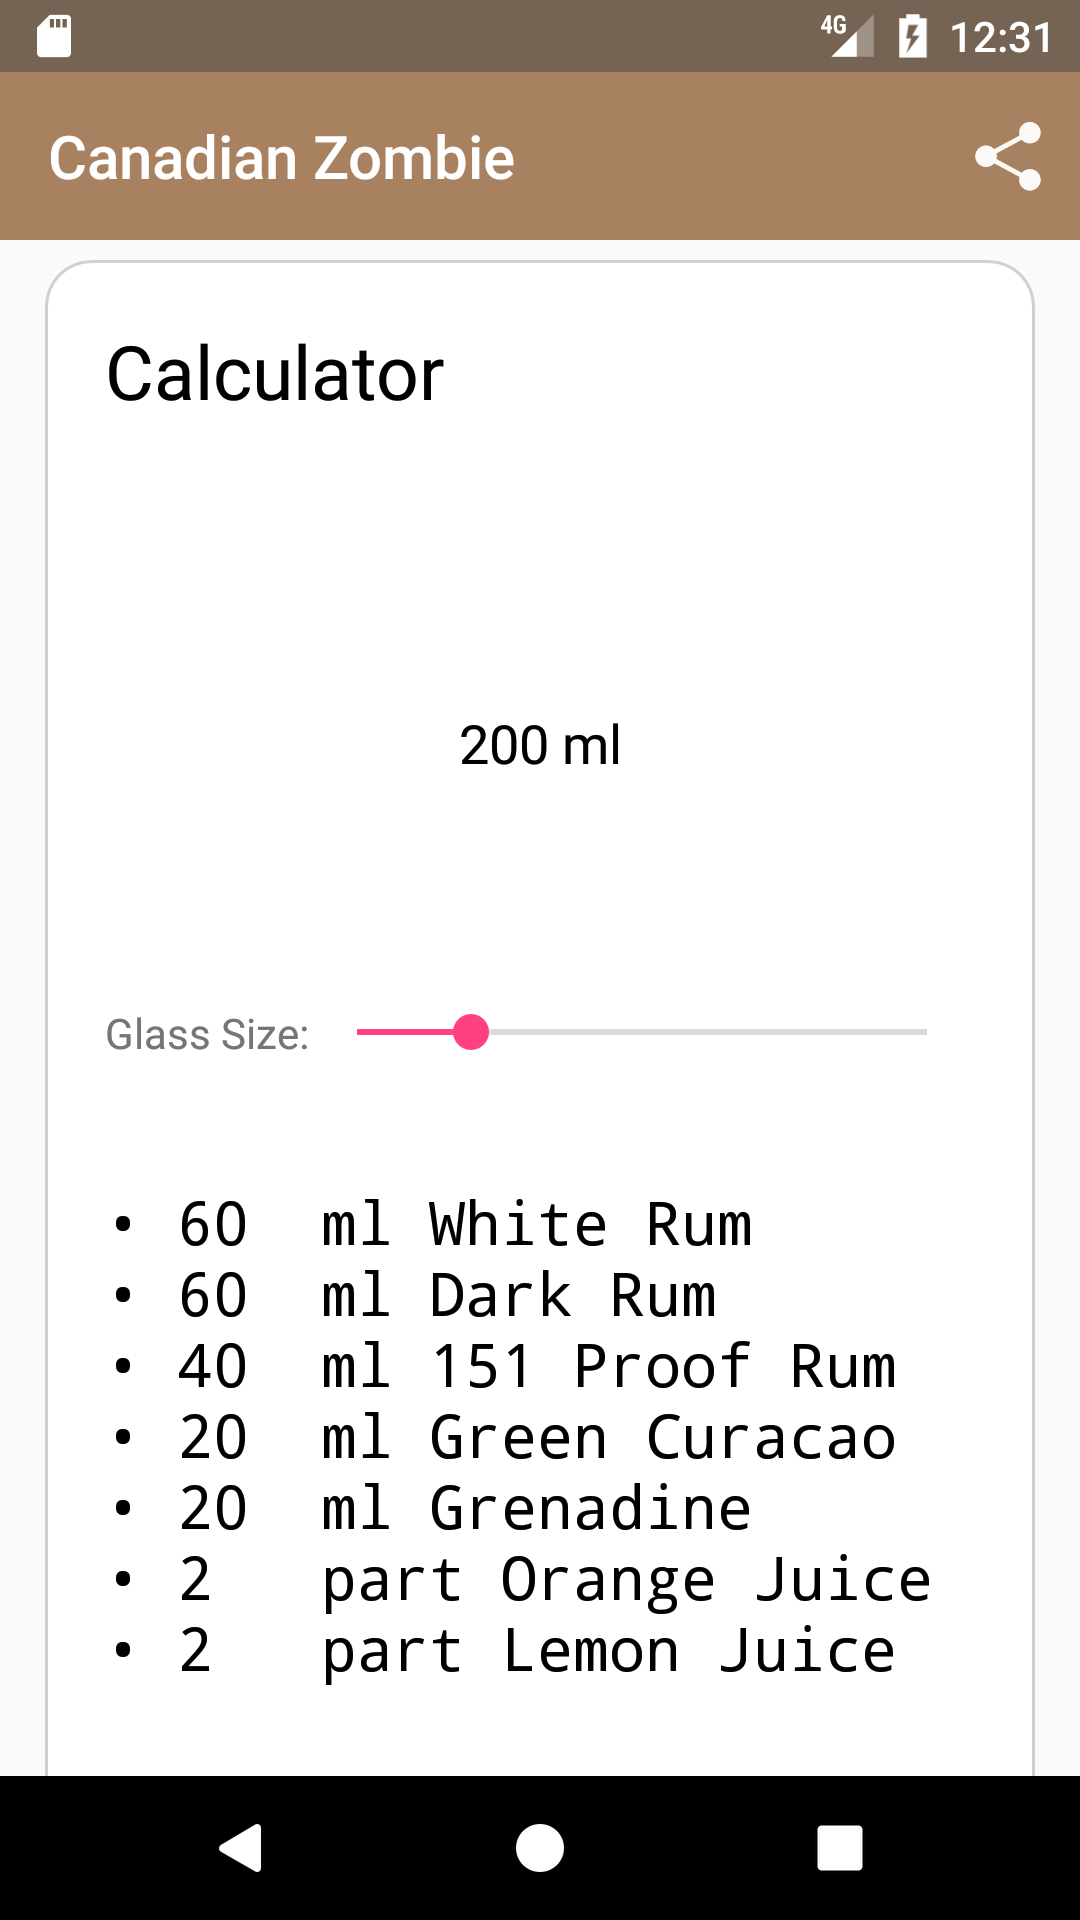 4G 12:31
Canadian Zombie
Calculator
200 ml
Glass Size:
• 60 ml White Rum
• 60 ml Dark Rum
• 40 ml 151 Proof Rum
• 20 ml Green Curacao
• 20 ml Grenadine
• 2 part Orange Juice
• 2 part Lemon Juice